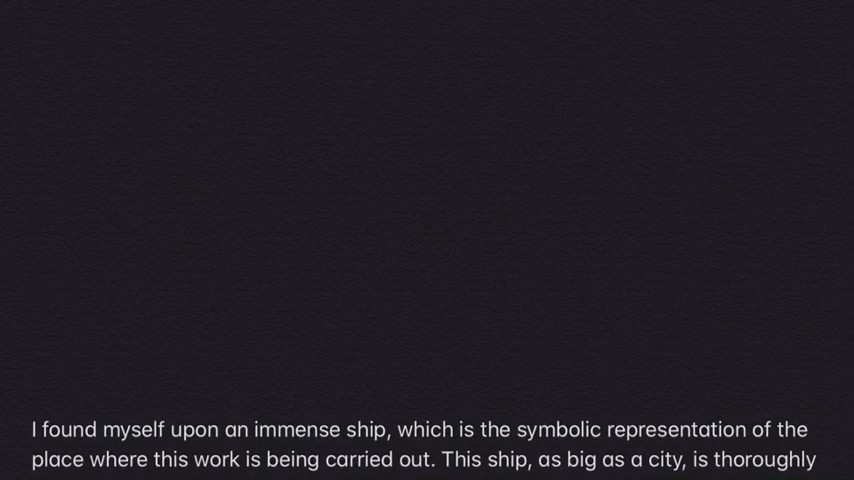 I found myself upon an immense ship, which is the symbolic representation of the
place where this work is being carried out. This ship, as big as a city, is thoroughly